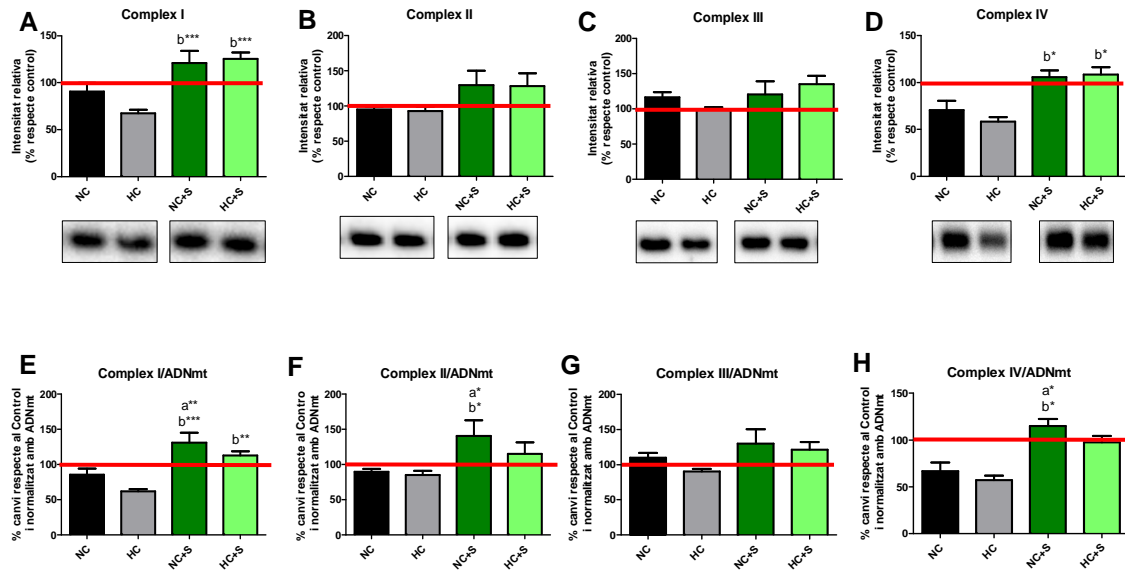 A
Complex I
Intensitat relativa
(% respecte control)
150
100
50
0
b***
b***
NC
HC
NC+S
HC+S
B
Complex II
Intensitat relativa
(% respecte control)
200
150
100
50
0
NC
HC
NC+S
HC+S
C
Complex III
Intensitat relativa
(% respecte control)
200
150
100
50
0
NC
HC
NC+S
HC+S
D
Complex IV
Intensitat relativa
(% respecte control)
150
100
50
0
b*
b*
NC
HC
NC+S
HC+S
E
Complex I/ADNmt
% canvi respecte al Control
i normalitzat amb ADNmt
200
150
100
50
0
a**
b***
b**
NC
HC
NC+S
HC+S
F
Complex II/ADNmt
% canvi respecte al Contro
i normalitzat amb ADNmt
200
150
100
50
0
a*
b*
NC
HC
NC+S
HC+S
G
Complex III/ADNmt
% canvi respecte al Control
i normalitzat amb ADNmt
200
150
100
50
0
NC
HC
NC+S
HC+S
H
Complex IV/ADNmt
% canvi respecte al Control
i normalitzat amb ADNmt
150
100
50
0
a*
b*
NC
HC
NC+S
HC+S